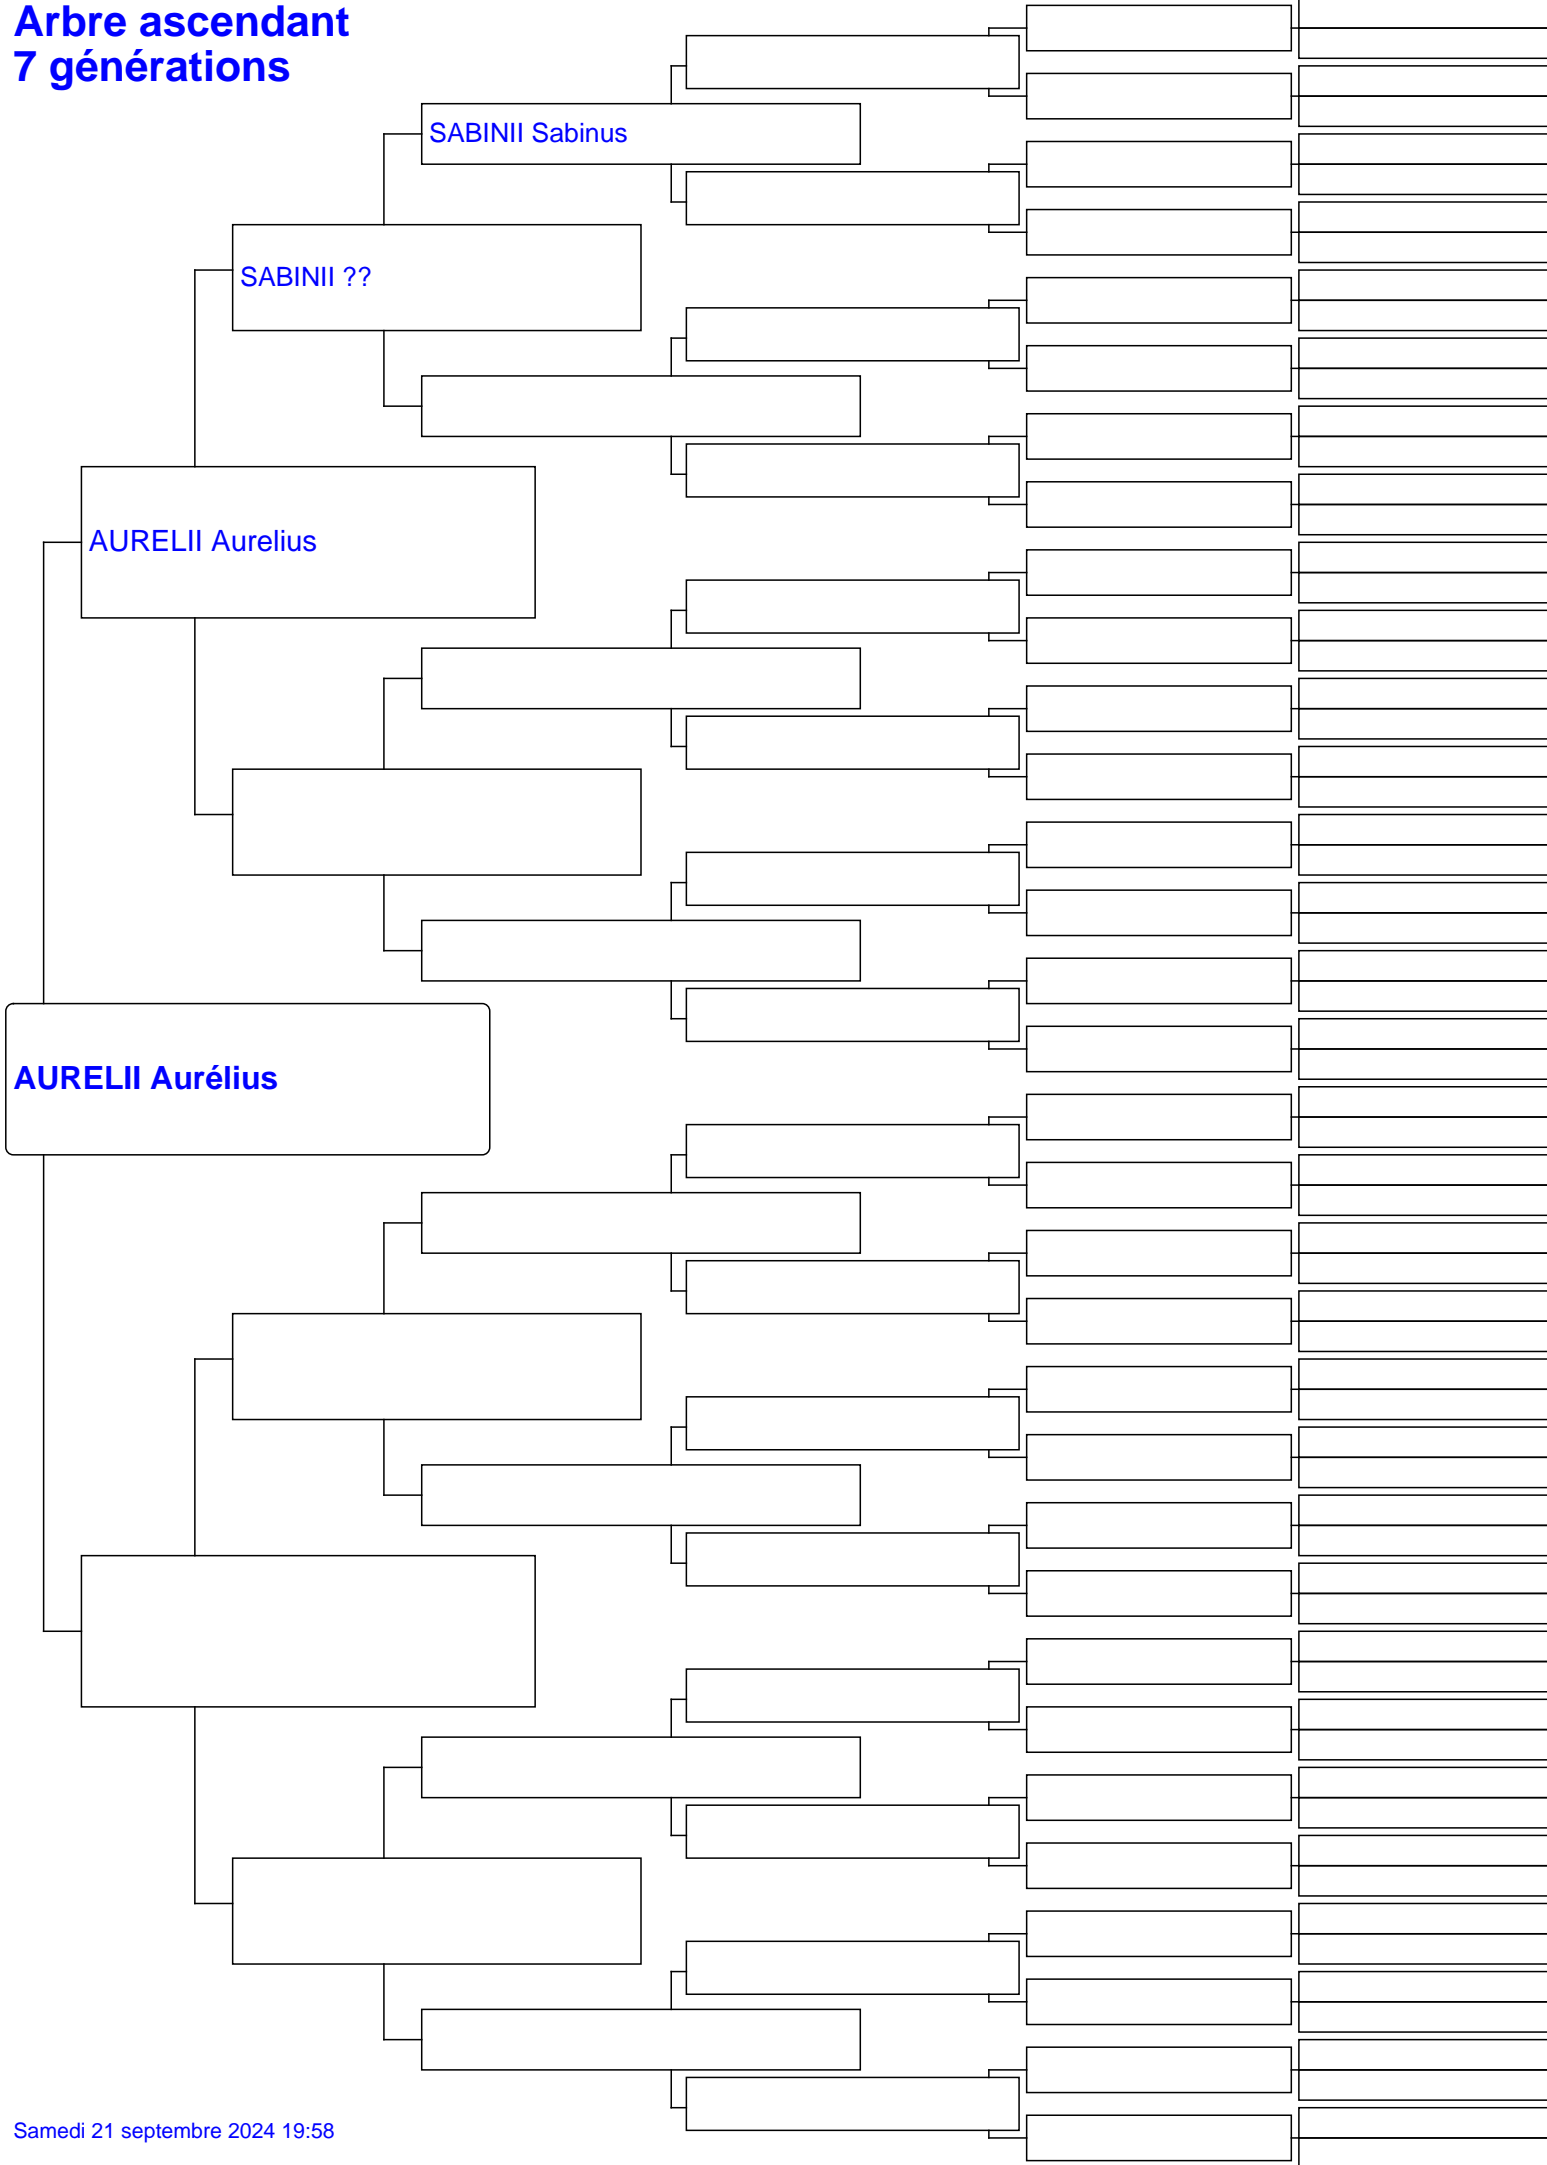 Arbre ascendant
7 générations
SABINII Sabinus
SABINII ??
AURELII Aurelius
AURELII Aurélius
Samedi 21 septembre 2024 19:58